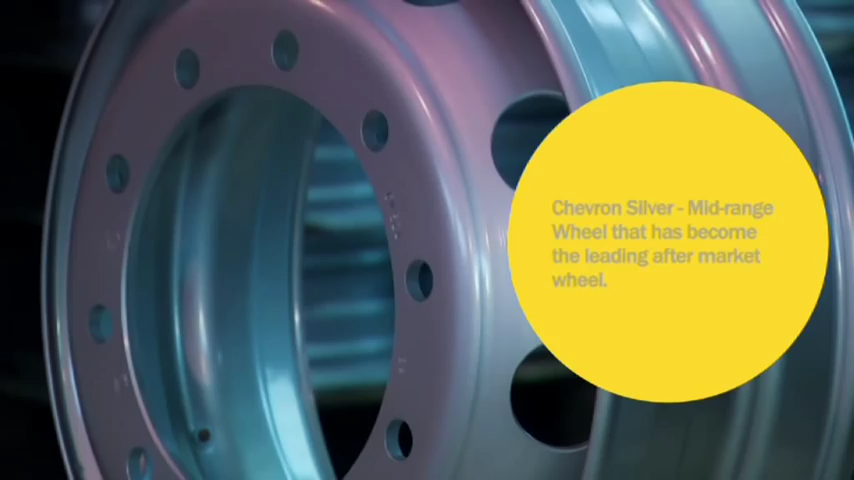 Chevron Silver - Mid-range
Wheel that has become
the leading after market
wheel.